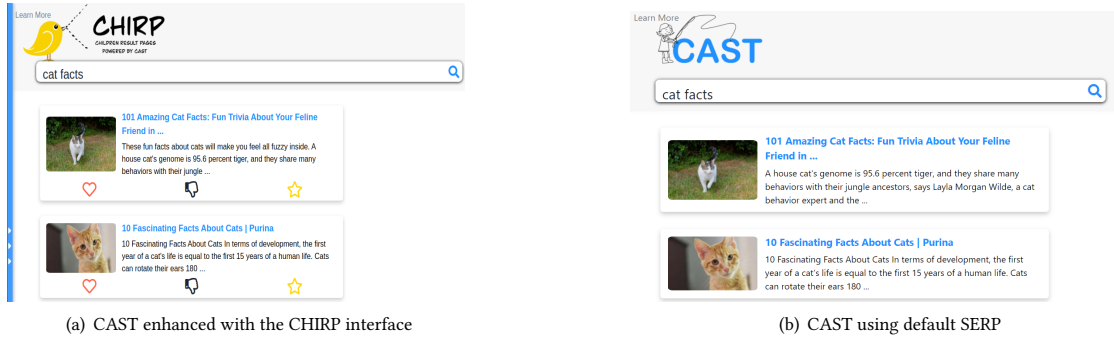 Learn More
CHIRP
CHILDREN RESULT PAGES
POWERED BY CAST
cat facts
101 Amazing Cat Facts: Fun Trivia About Your Feline
Friend in ...
These fun facts about cats will make you feel all fuzzy inside. A
house cat's genome is 95.6 percent tiger, and they share many
behaviors with their jungle ...
10 Fascinating Facts About Cats | Purina
10 Fascinating Facts About Cats In terms of development, the first
year of a cat's life is equal to the first 15 years of a human life. Cats
can rotate their ears 180 ...
(a) CAST enhanced with the CHIRP interface
Learn More
CAST
cat facts
101 Amazing Cat Facts: Fun Trivia About Your Feline
Friend in ...
A house cat's genome is 95.6 percent tiger, and they share many
behaviors with their jungle ancestors, says Layla Morgan Wilde, a cat
behavior expert and the ...
10 Fascinating Facts About Cats | Purina
10 Fascinating Facts About Cats In terms of development, the first
year of a cat's life is equal to the first 15 years of a human life. Cats
can rotate their ears 180 ...
(b) CAST using default SERP